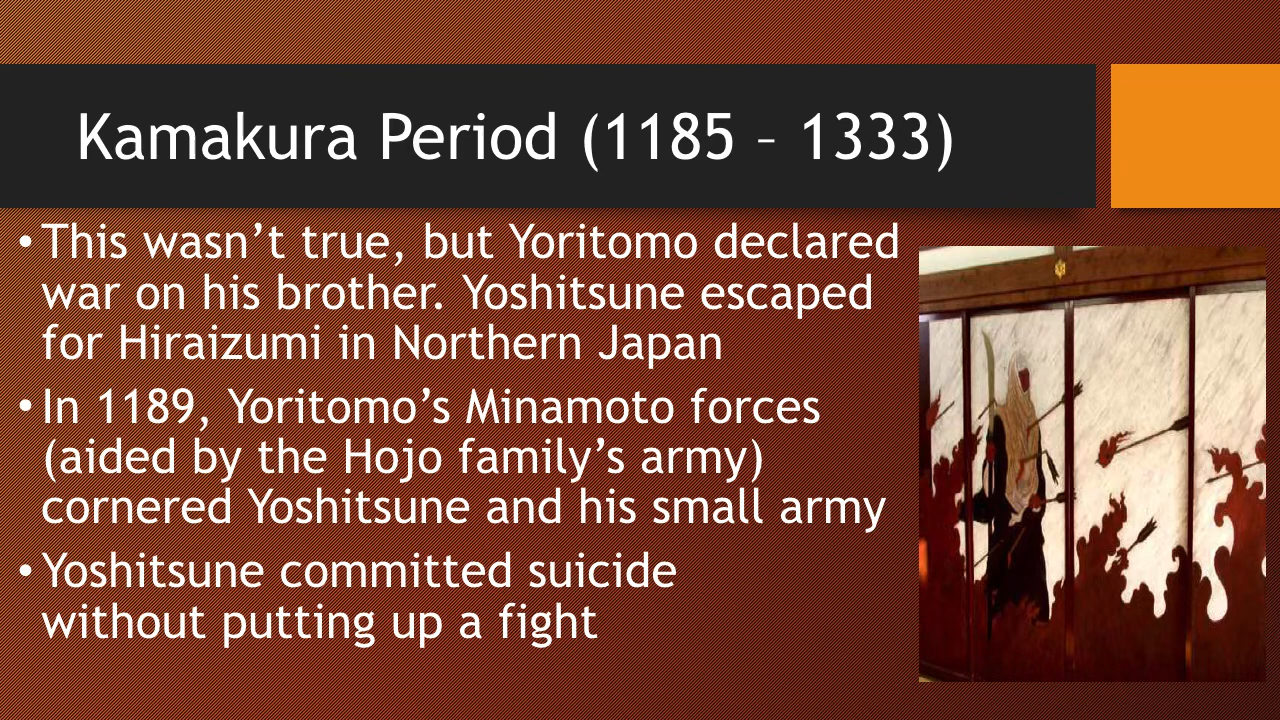 Kamakura Period (1185 – 1333)
• This wasn’t true, but Yoritomo declared
war on his brother. Yoshitsune escaped
for Hiraizumi in Northern Japan
• In 1189, Yoritomo’s Minamoto forces
(aided by the Hojo family’s army)
cornered Yoshitsune and his small army
• Yoshitsune committed suicide
without putting up a fight